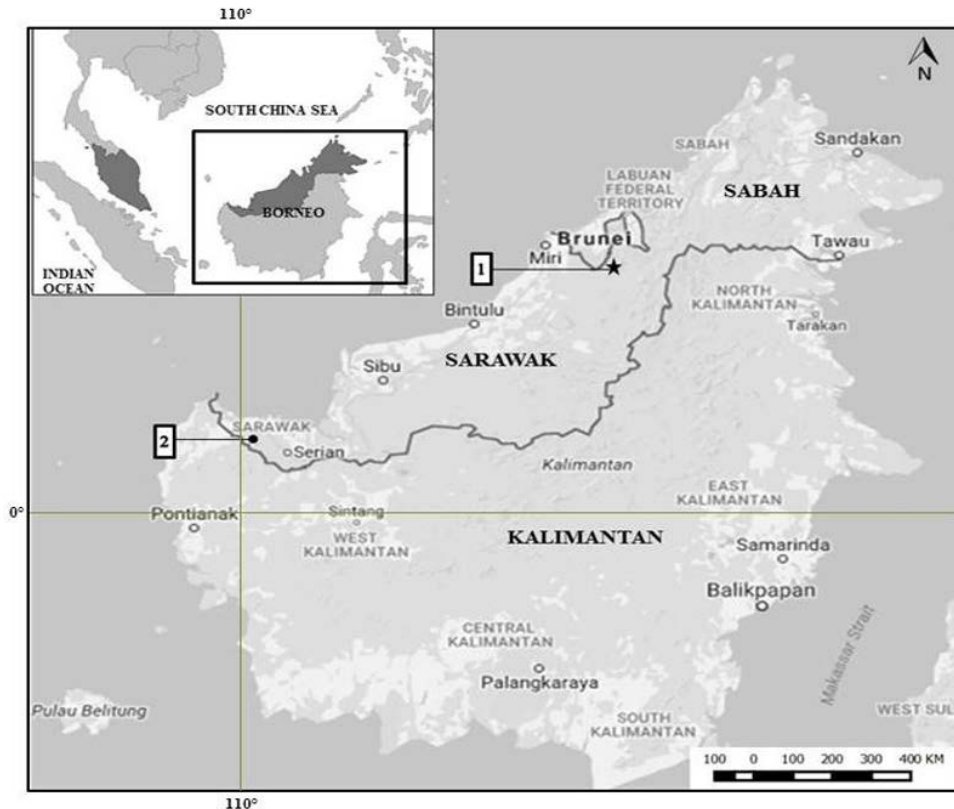 110°
SOUTH CHINA SEA
BORNEO
INDIAN
OCEAN
N
SABAH
Sandakan
LABUAN
FEDERAL
TERRITORY
SABAH
Brunei
Miri
Tawau
1
NORTH
KALIMANTAN
Bintulu
Tarakan
SARAWAK
Sibu
SARAWAK
2
Serian
Kalimantan
0°
EAST
KALIMANTAN
Pontianak
Sintang
WEST
KALIMANTAN
KALIMANTAN
Samarinda
Balikpapan
CENTRAL
KALIMANTAN
Palangkaraya
Makassar Strait
Pulau Belitung
SOUTH
KALIMANTAN
WEST SUL
100 0 100 200 300 400 KM
110°